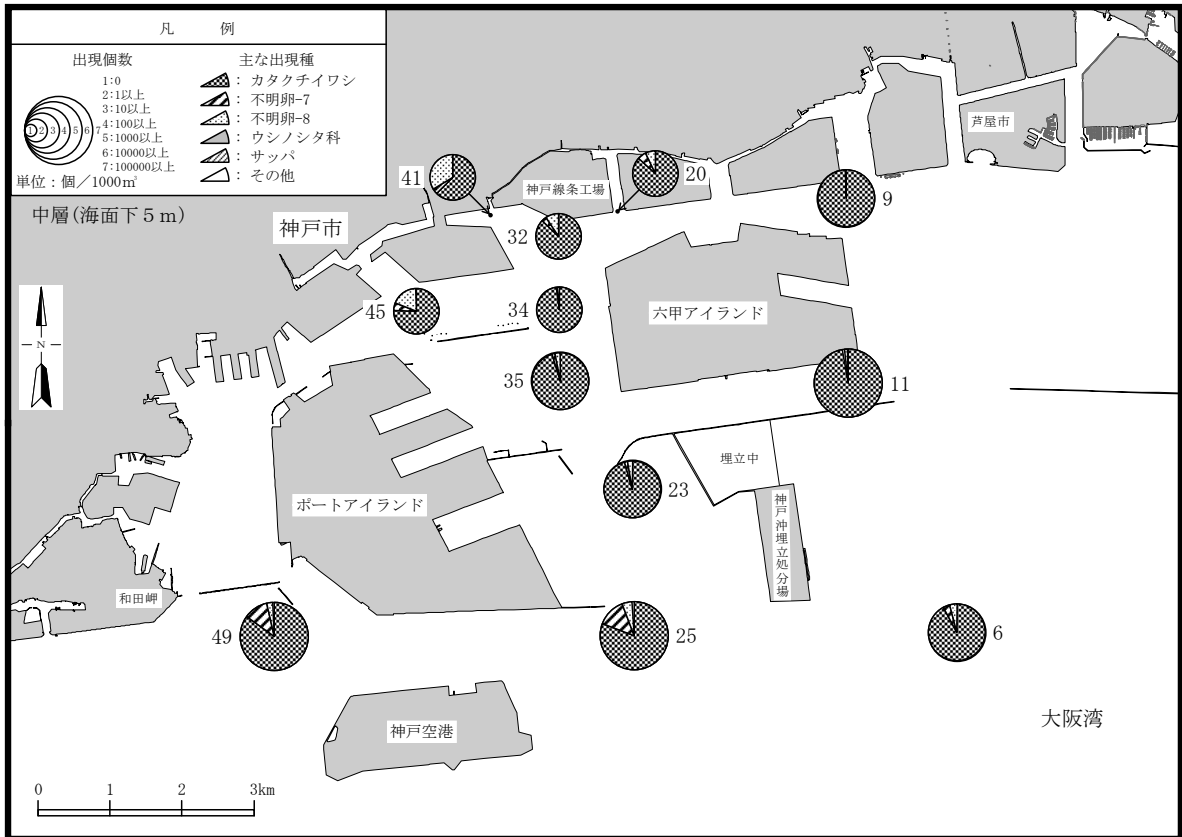 凡 例
出現個数
1:0
2:1以上
3:10以上
4:100以上
5:1000以上
6:10000以上
7:100000以上
1 2 3 4 5 6 7
単位：個／1000㎥
主な出現種
：カタクチイワシ
：不明卵-7
：不明卵-8
：ウシノシタ科
：サッパ
：その他
中層(海面下５ｍ)
芦屋市
41
神戸線条工場
20
9
神戸市
32
45
34
六甲アイランド
N
35
11
埋立中
23
ポートアイランド
神戸沖埋立処分場
和田岬
49
25
6
神戸空港
大阪湾
0 1 2 3km